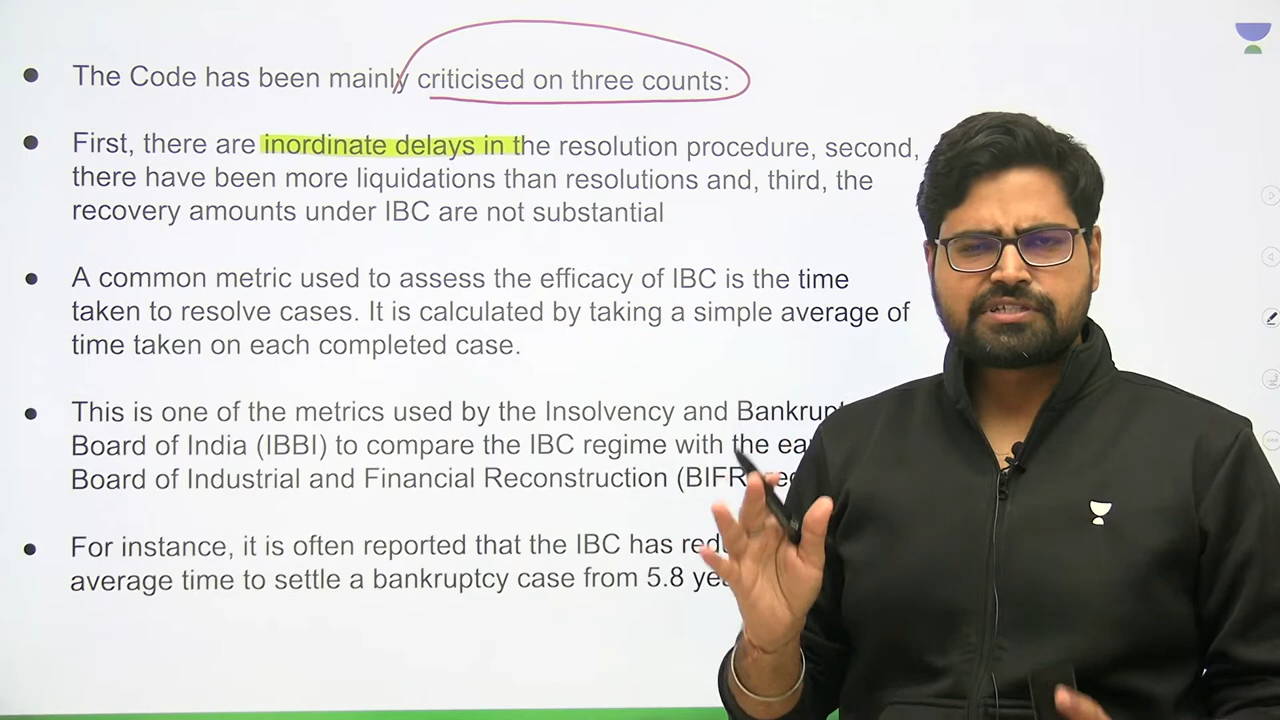 The Code has been mainly criticised on three counts:
First, there are inordinate delays in the resolution procedure, second,
there have been more liquidations than resolutions and, third, the
recovery amounts under IBC are not substantial
A common metric used to assess the efficacy of IBC is the time
taken to resolve cases. It is calculated by taking a simple average of
time taken on each completed case.
This is one of the metrics used by the Insolvency and
Board of India (IBBI) to compare the IBC regime with the
Board of Industrial and Financial Reconstruction (BIFR
For instance, it is often reported that the IBC has
average time to settle a bankruptcy case from 5.8